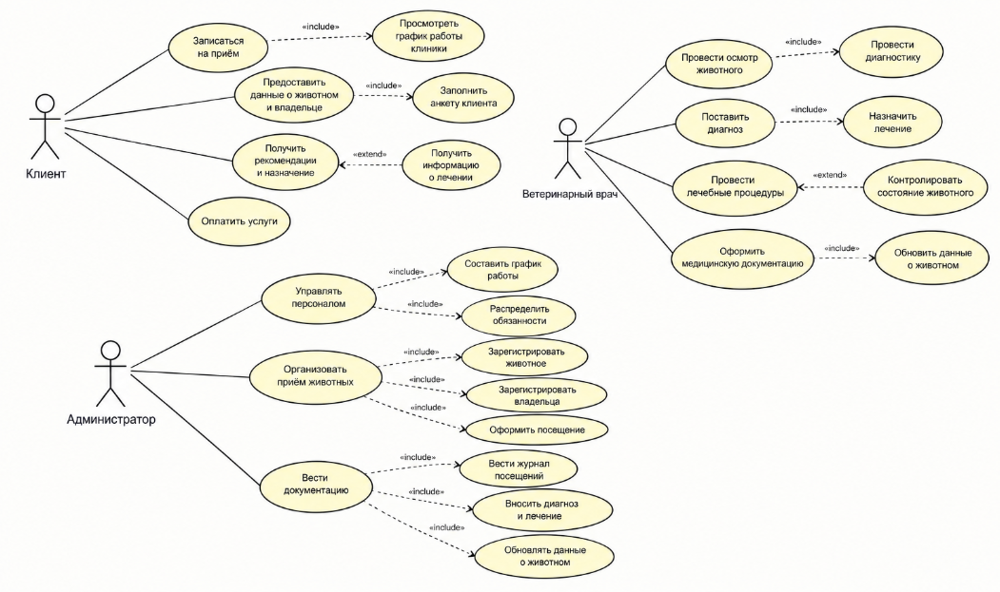 Клиент
Записаться
на приём
«include»
Просмотреть
график работы
клиники
Предоставить
данные о животном
и владельце
«include»
Заполнить
анкету клиента
Получить
рекомендации
и назначение
«extend»
Получить
информацию
о лечении
Оплатить услуги
Ветеринарный врач
Провести осмотр
животного
«include»
Провести
диагностику
Поставить
диагноз
«include»
Назначить
лечение
Провести
лечебные процедуры
«extend»
Контролировать
состояние животного
Оформить
медицинскую документацию
«include»
Обновить данные
о животном
Администратор
Управлять
персоналом
«include»
Составить график
работы
«include»
Распределить
обязанности
Организовать
приём животных
«include»
Зарегистрировать
животное
«include»
Зарегистрировать
владельца
«include»
Оформить посещение
Вести
документацию
«include»
Вести журнал
посещений
«include»
Вносить диагноз
и лечение
«include»
Обновлять данные
о животном